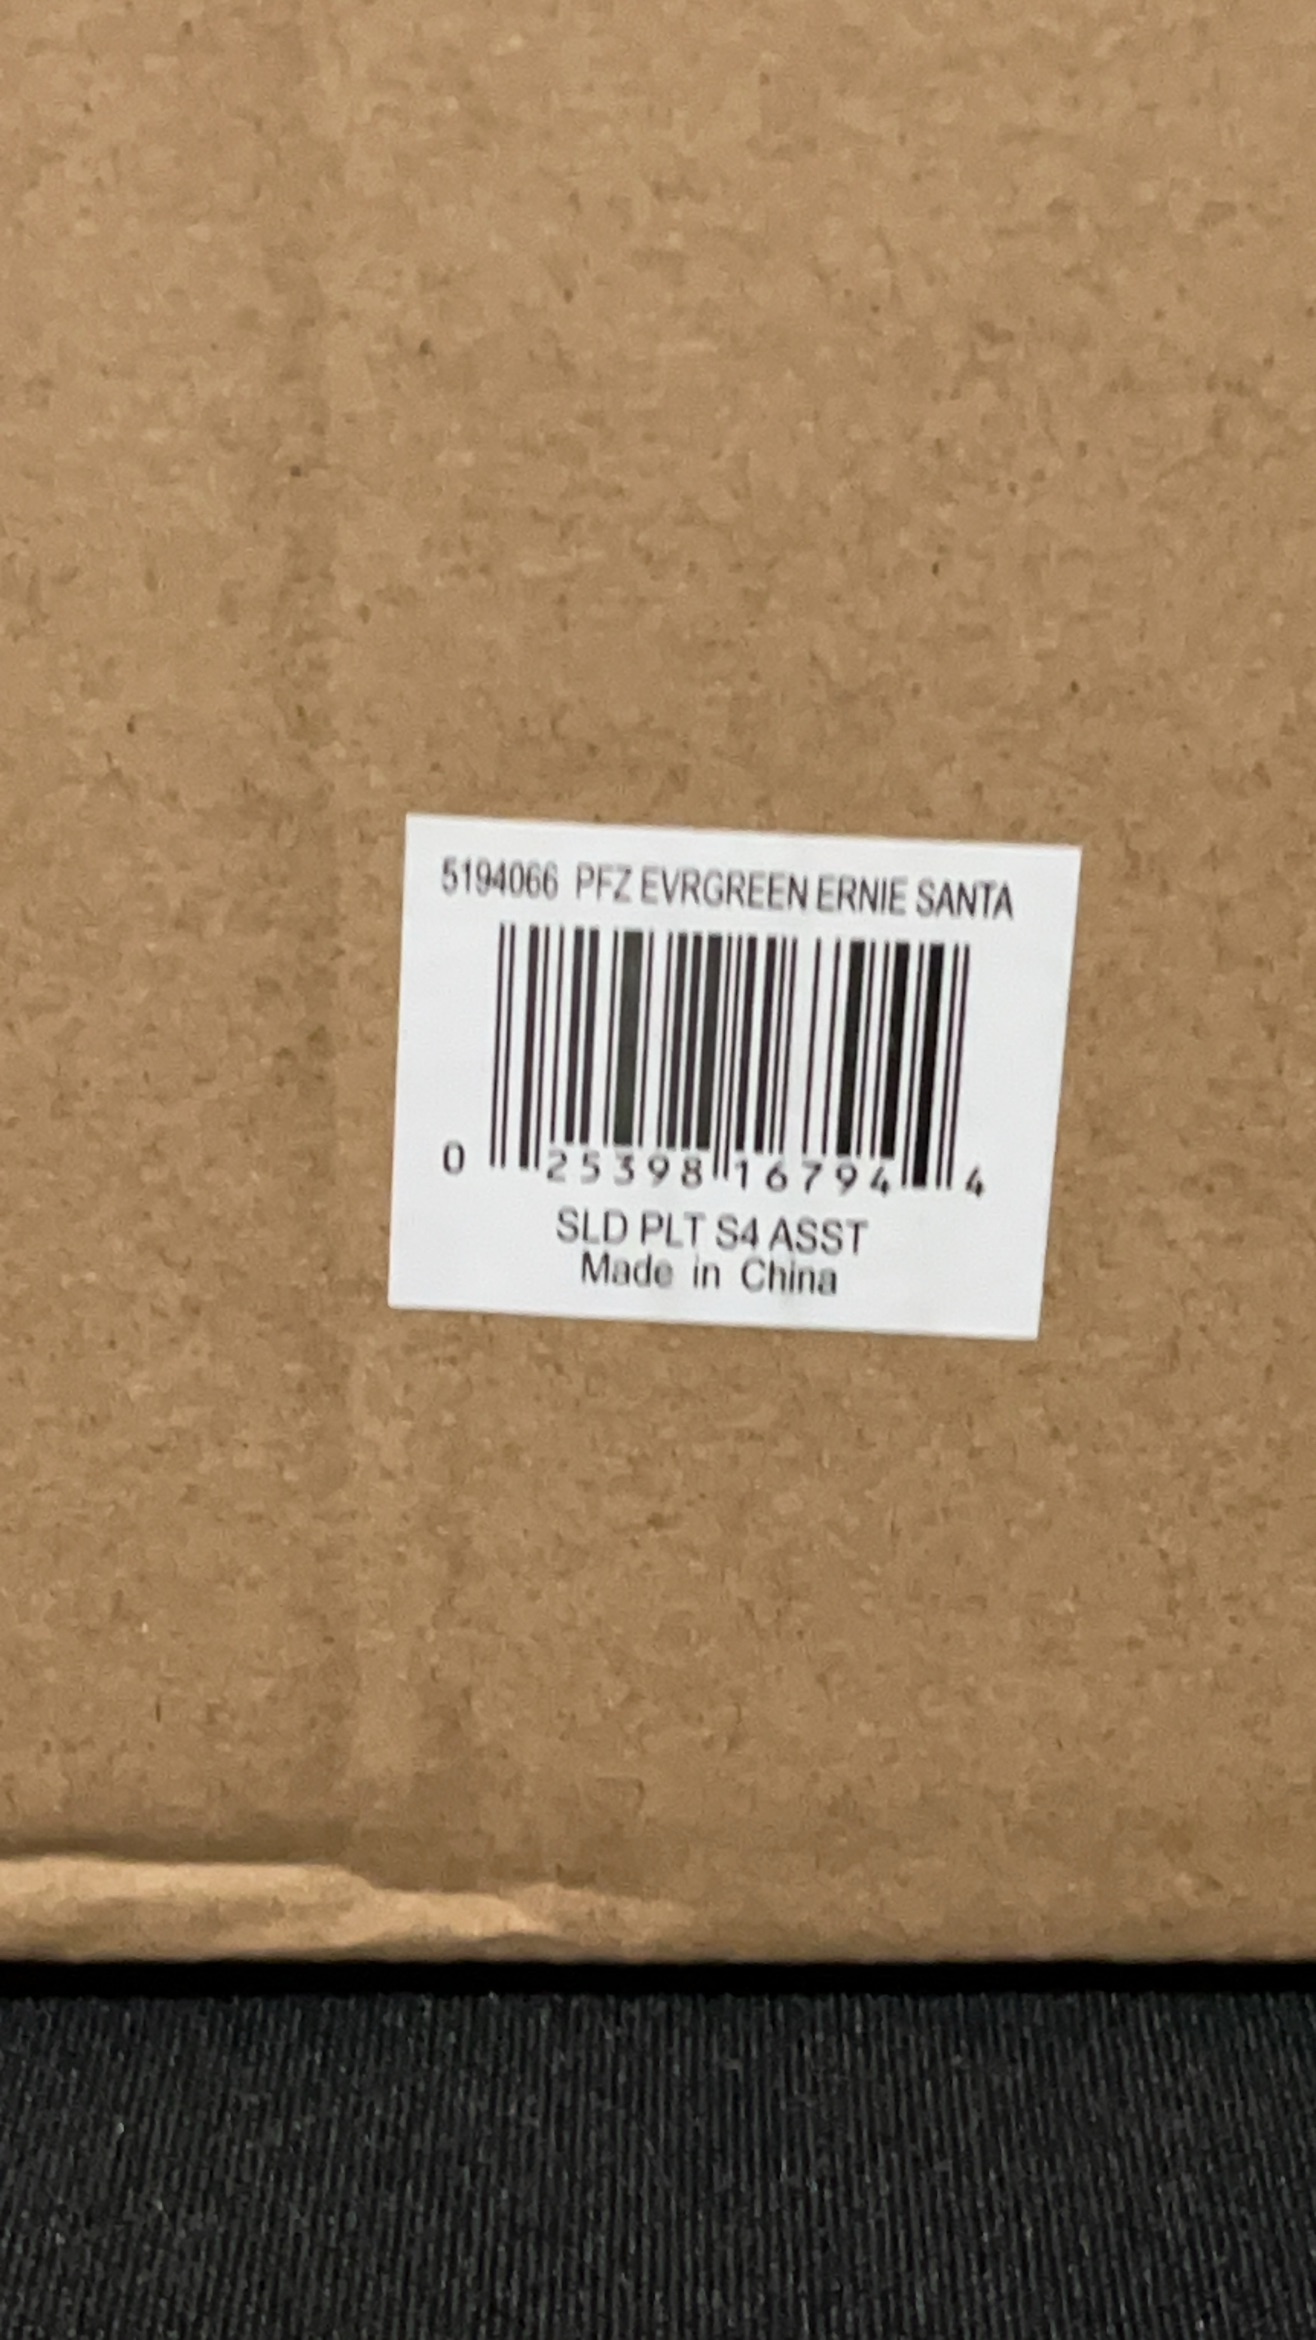 5194066 PFZ EVRGREEN ERNIE SANTA
0 25398 16794 4
SLD PLT S4 ASST
Made in China